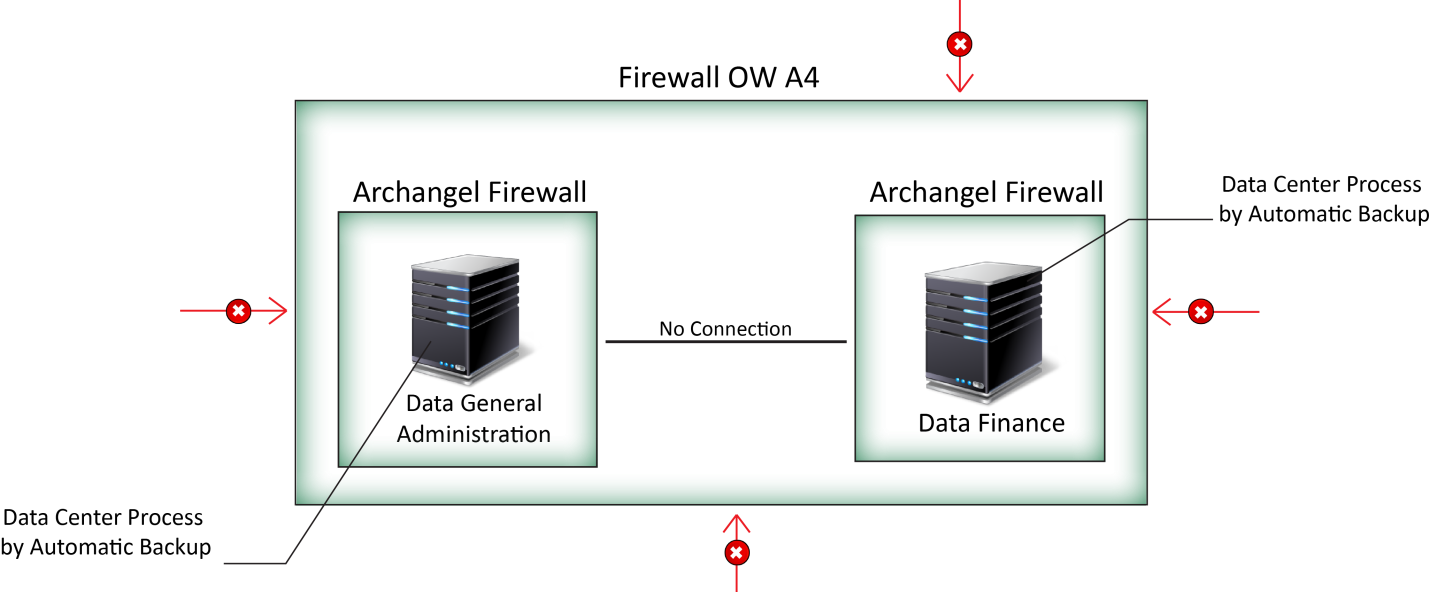 Firewall OW A4
Archangel Firewall
Archangel Firewall
Data Center Process
by Automatic Backup
No Connection
Data General
Administration
Data Finance
Data Center Process
by Automatic Backup